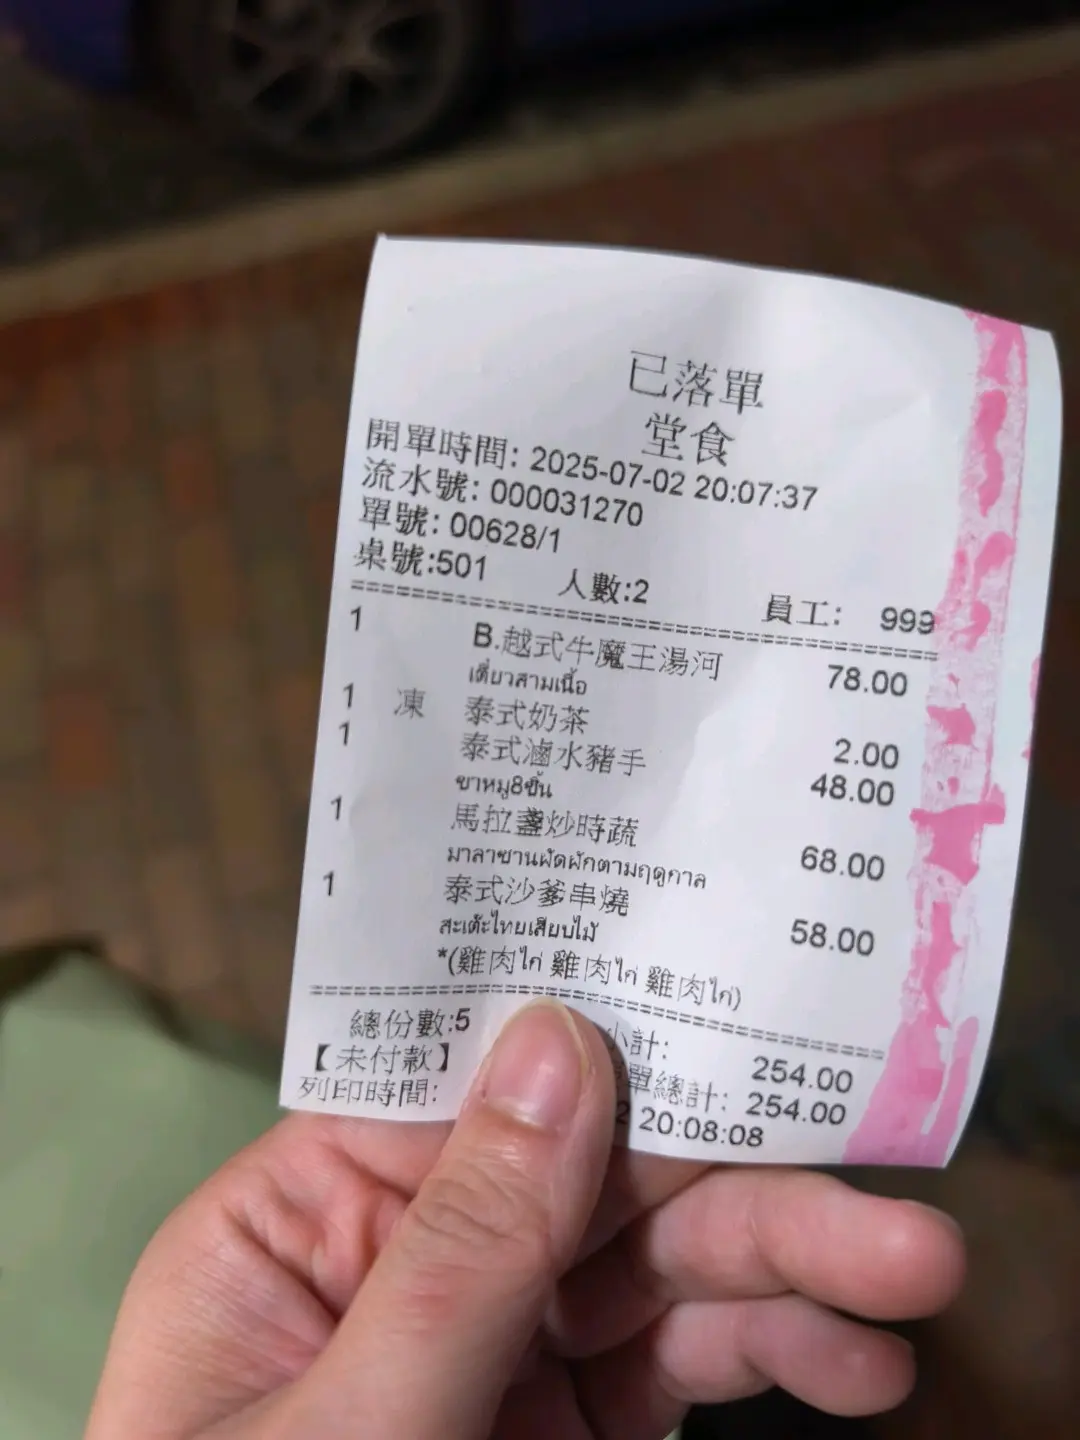 已落單
堂食
開單時間: 2025-07-02 20:07:37
流水號: 000031270
單號: 00628/1
桌號:501 人數:2 員工: 999
1 B.越式牛魔王湯河 78.00
เตี๋ยวสามเนื้อ
1 凍 泰式奶茶 2.00
1 泰式滷水豬手 48.00
ขาหมู8ชิ้น
1 馬拉盞炒時蔬 68.00
มาลาซานผัดผักตามฤดูกาล
1 泰式沙爹串燒 58.00
สะเต๊ะไทยเสียบไม้
*(雞肉ไก่ 雞肉ไก่ 雞肉ไก่)
總份數:5 小計: 254.00
【未付款】 單總計: 254.00
列印時間: 2 20:08:08